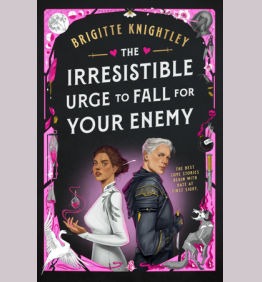 BRIGITTE KNIGHTLEY
THE
IRRESISTIBLE
URGE TO FALL FOR
YOUR ENEMY
THE BEST
LOVE STORIES
BEGIN WITH
HATE AT
FIRST SIGHT.